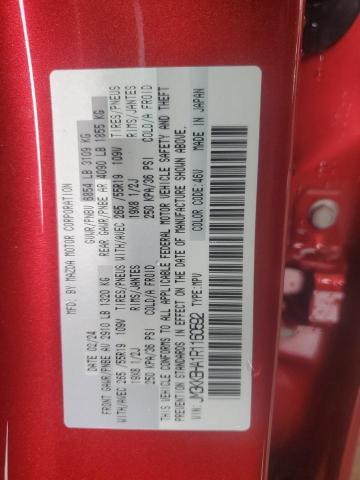 MFD. BY MAZDA MOTOR CORPORATION
DATE: 02/24 GVWR/PNBV 6854 LB 3109 KG
FRONT GAWR/PNBE AV 2910 LB 1320 KG REAR GAWR/PNBE AR 4090 LB 1855 KG
TIRES/PNEUS TIRES/PNEUS
WITH/AVEC 265 /55R19 109V WITH/AVEC 265 /55R19 109V
RIMS/JANTES RIMS/JANTES
19X8 1/2J 19X8 1/2J
COLD/A FROID COLD/A FROID
250 KPA/36 PSI 250 KPA/36 PSI
THIS VEHICLE CONFORMS TO ALL APPLICABLE FEDERAL MOTOR VEHICLE SAFETY AND THEFT
PREVENTION STANDARDS IN EFFECT ON THE DATE OF MANUFACTURE SHOWN ABOVE.
VIN: JM3KKBHA1R1160592 TYPE: MPV COLOR CODE: 46V MADE IN JAPAN